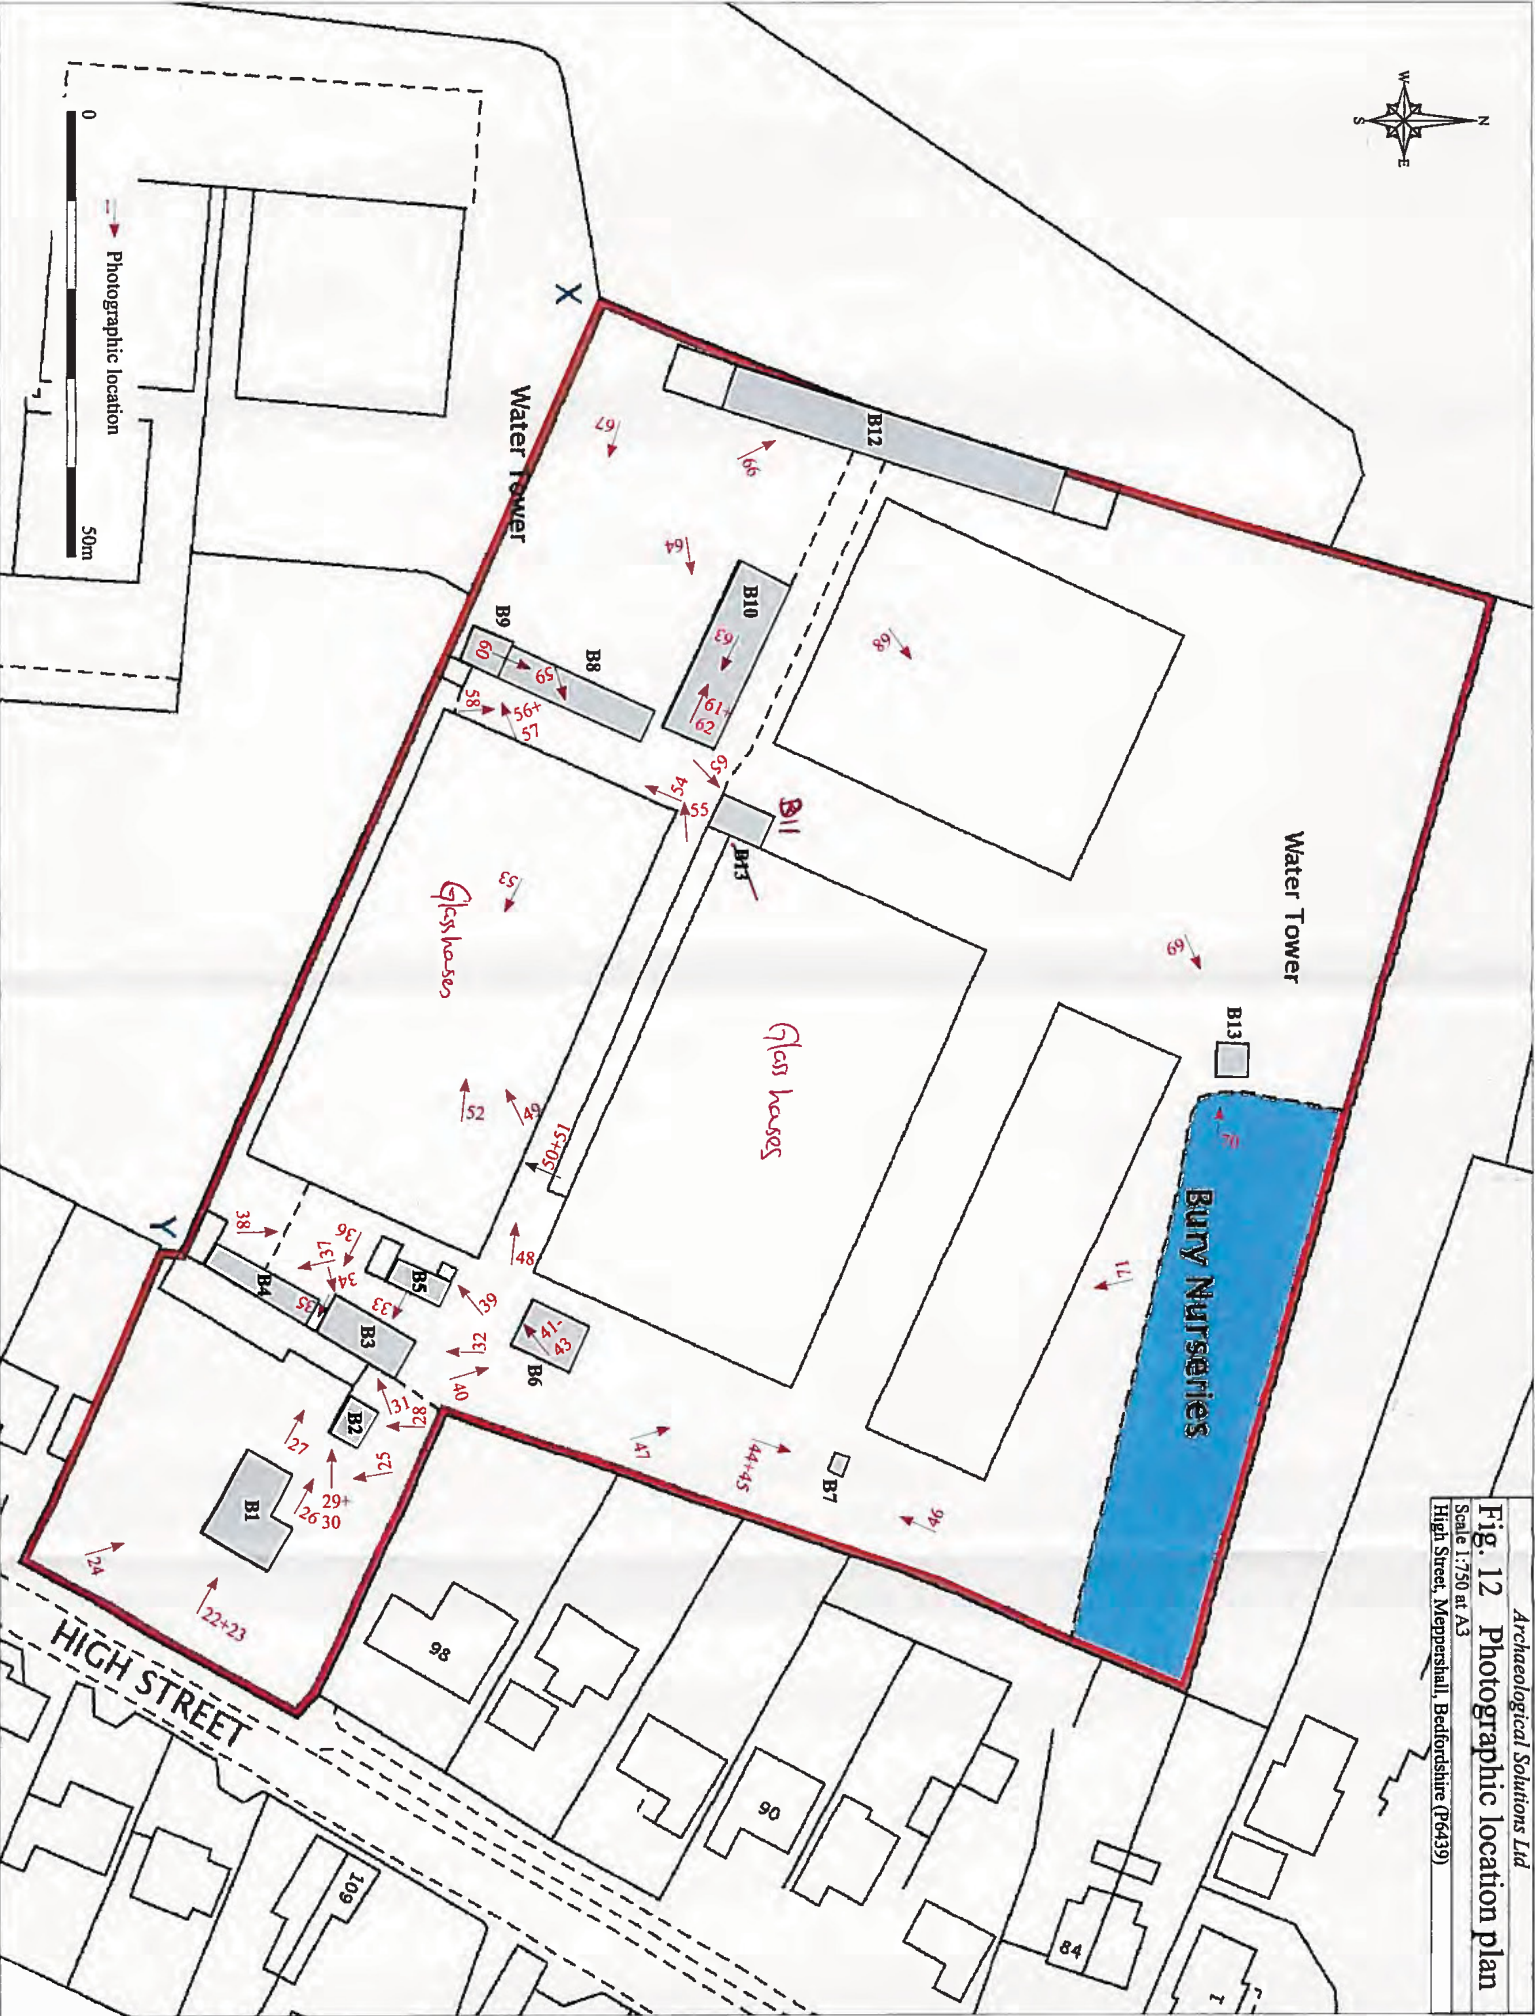 Archaeological Solutions Ltd
Fig. 12 Photographic location plan
Scale 1:750 at A3
High Street, Meppershall, Bedfordshire (P6439)
N
W
E
S
Water Tower
B13
69
70
Bury Nurseries
71
68
B12
66
67
64
B10
63
61+
62
65
B11
B13
Glass houses
B7
46
44+45
47
Water Tower
B9
60
B8
59
58
56+
57
54
55
53
Glasshouses
52
49
50+51
48
X
Y
38
36
37
34
35
33
B5
39
B4
B3
32
40
41-
43
B6
31
28
B2
27
25
29+
30
26
B1
24
22+23
HIGH STREET
98
90
84
1
109
0
50m
Photographic location